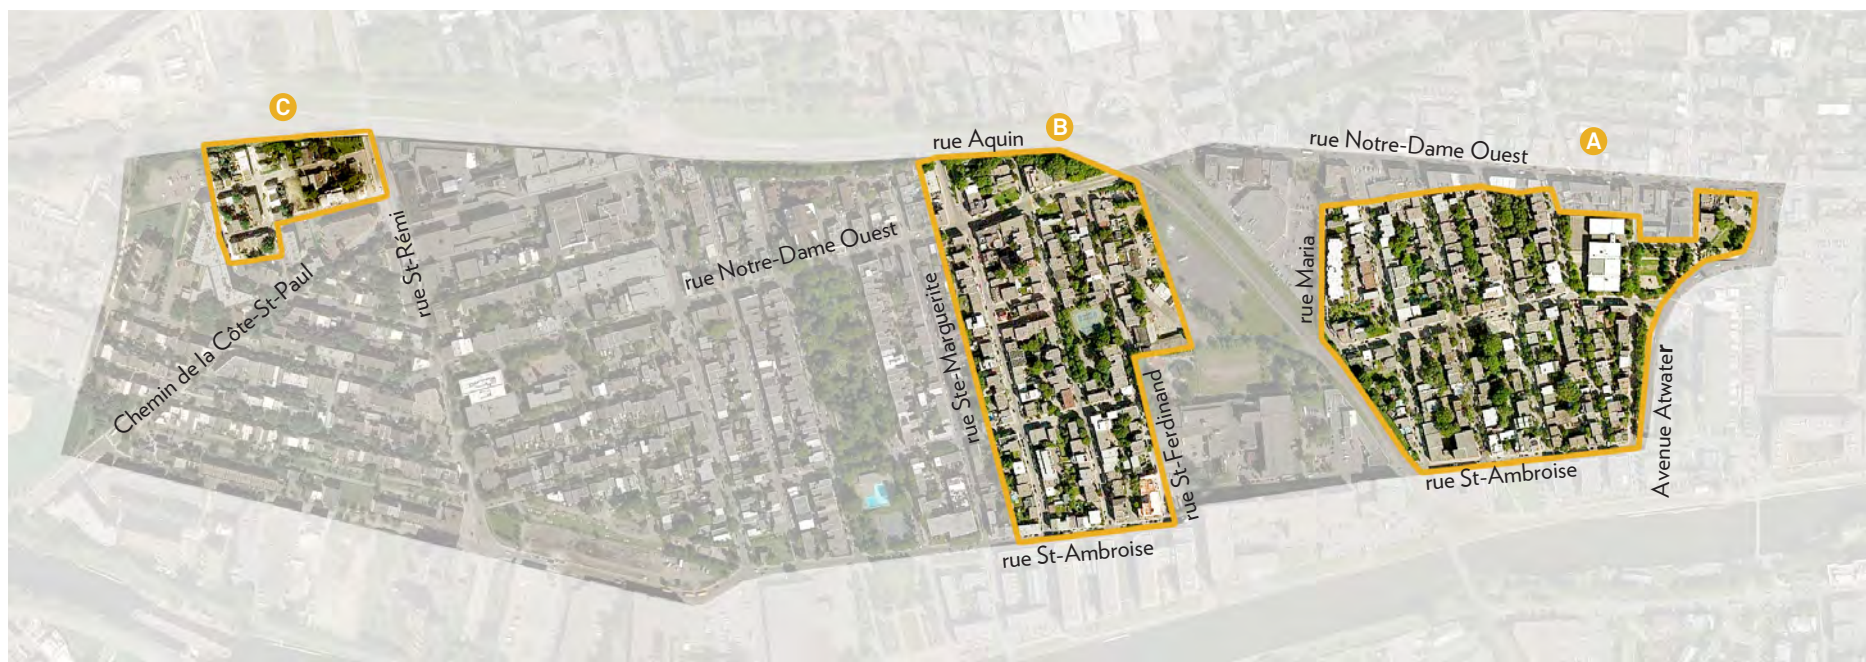 C
B
A
rue Aquin
rue Notre-Dame Ouest
rue St-Rémi
rue Notre-Dame Ouest
rue Maria
Chemin de la Côte-St-Paul
rue Ste-Marguerite
rue St-Ferdinand
Avenue Atwater
rue St-Ambroise
rue St-Ambroise